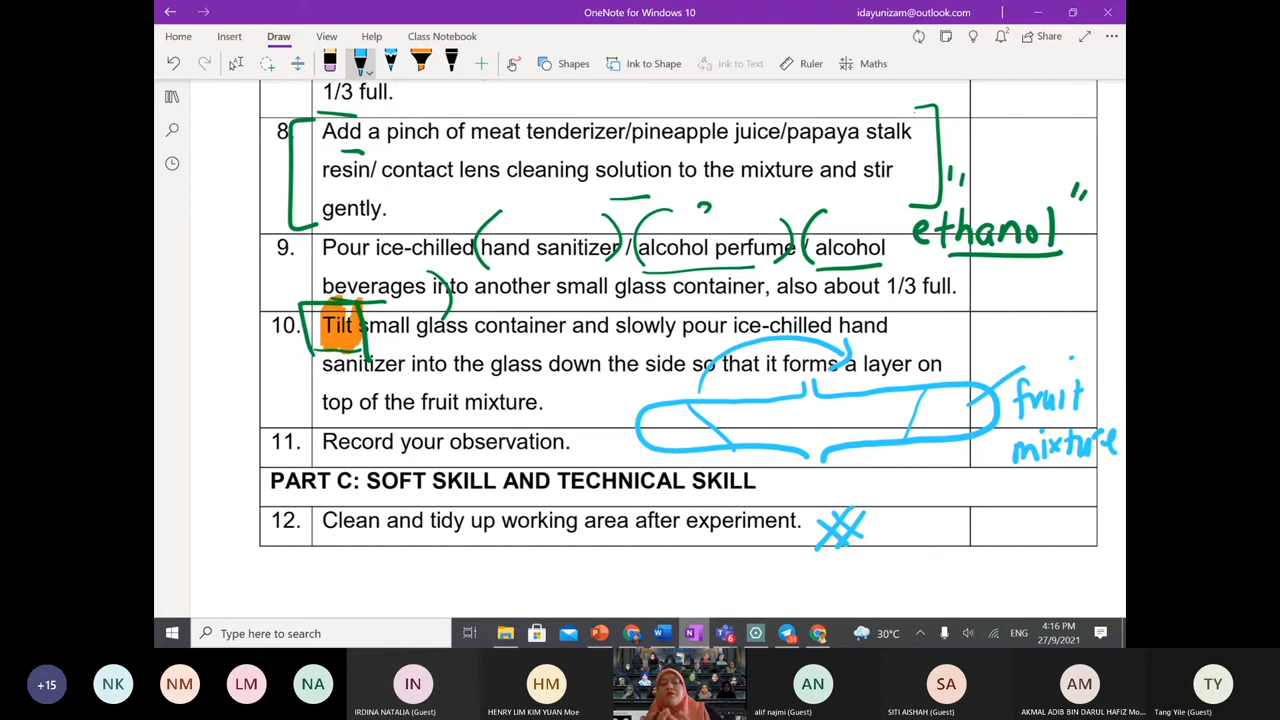 OneNote for Windows 10
idayunizam@outlook.com
Home Insert Draw View Help Class Notebook
Share
Shapes Ink to Shape Ink to Text Ruler Maths
1/3 full.
8. Add a pinch of meat tenderizer/pineapple juice/papaya stalk
resin/ contact lens cleaning solution to the mixture and stir
gently.
?
" ethanol "
9. Pour ice-chilled hand sanitizer / alcohol perfume / alcohol
beverages into another small glass container, also about 1/3 full.
10. Tilt small glass container and slowly pour ice-chilled hand
sanitizer into the glass down the side so that it forms a layer on
top of the fruit mixture.
fruit
mixture
11. Record your observation.
PART C: SOFT SKILL AND TECHNICAL SKILL
12. Clean and tidy up working area after experiment.
Type here to search
30°C
ENG
4:16 PM
27/9/2021
+15 NK NM LM NA IN HM AN SA AM TY
IRDINA NATALIA (Guest)
HENRY LIM KIM YUAN Moe
alif najmi (Guest)
SITI AISHAH (Guest)
AKMAL ADIB BIN DARUL HAFIZ Mo...
Tang Yile (Guest)